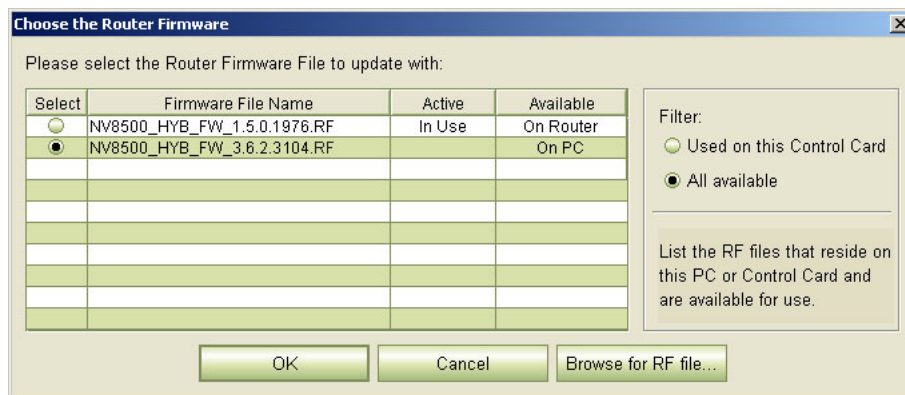 Choose the Router Firmware
Please select the Router Firmware File to update with:
Select Firmware File Name Active Available
NV8500_HYB_FW_1.5.0.1976.RF In Use On Router
NV8500_HYB_FW_3.6.2.3104.RF On PC
Filter:
Used on this Control Card
All available
List the RF files that reside on
this PC or Control Card and
are available for use.
OK Cancel Browse for RF file...